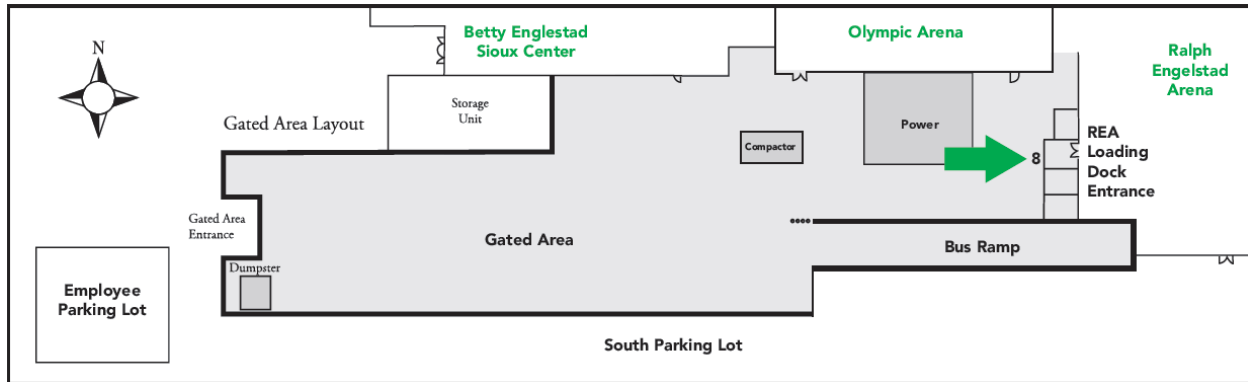 Betty Englestad
Sioux Center
Olympic Arena
Ralph
Engelstad
Arena
N
Storage
Unit
Gated Area Layout
Power
Compactor
8
REA
Loading
Dock
Entrance
Gated Area
Entrance
Gated Area
Bus Ramp
Dumpster
Employee
Parking Lot
South Parking Lot